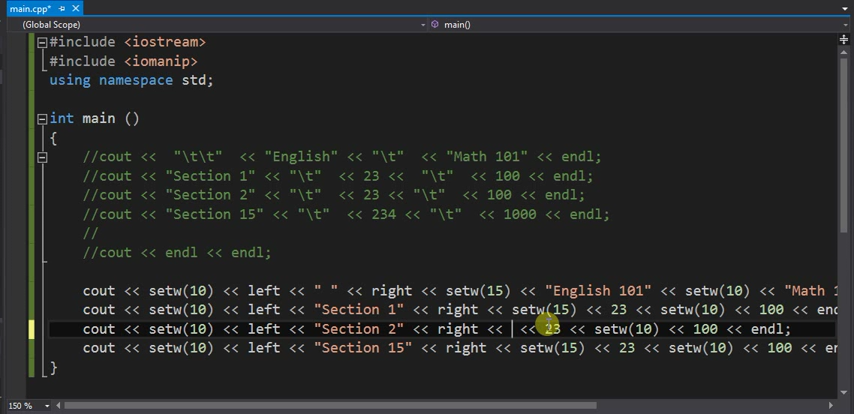 main.cpp*
(Global Scope) main()
#include <iostream>
#include <iomanip>
using namespace std;
int main ()
{
//cout <<  "\t\t"  << "English" << "\t"  << "Math 101" << endl;
//cout << "Section 1" << "\t"  << 23 <<  "\t"  << 100 << endl;
//cout << "Section 2" << "\t"  << 23 << "\t"  << 100 << endl;
//cout << "Section 15" << "\t"  << 234 << "\t"  << 1000 << endl;
//
//cout << endl << endl;
cout << setw(10) << left << " " << right << setw(15) << "English 101" << setw(10) << "Math 1
cout << setw(10) << left << "Section 1" << right << setw(15) << 23 << setw(10) << 100 << end
cout << setw(10) << left << "Section 2" << right <<  << 23 << setw(10) << 100 << endl;
cout << setw(10) << left << "Section 15" << right << setw(15) << 23 << setw(10) << 100 << en
}
150 %